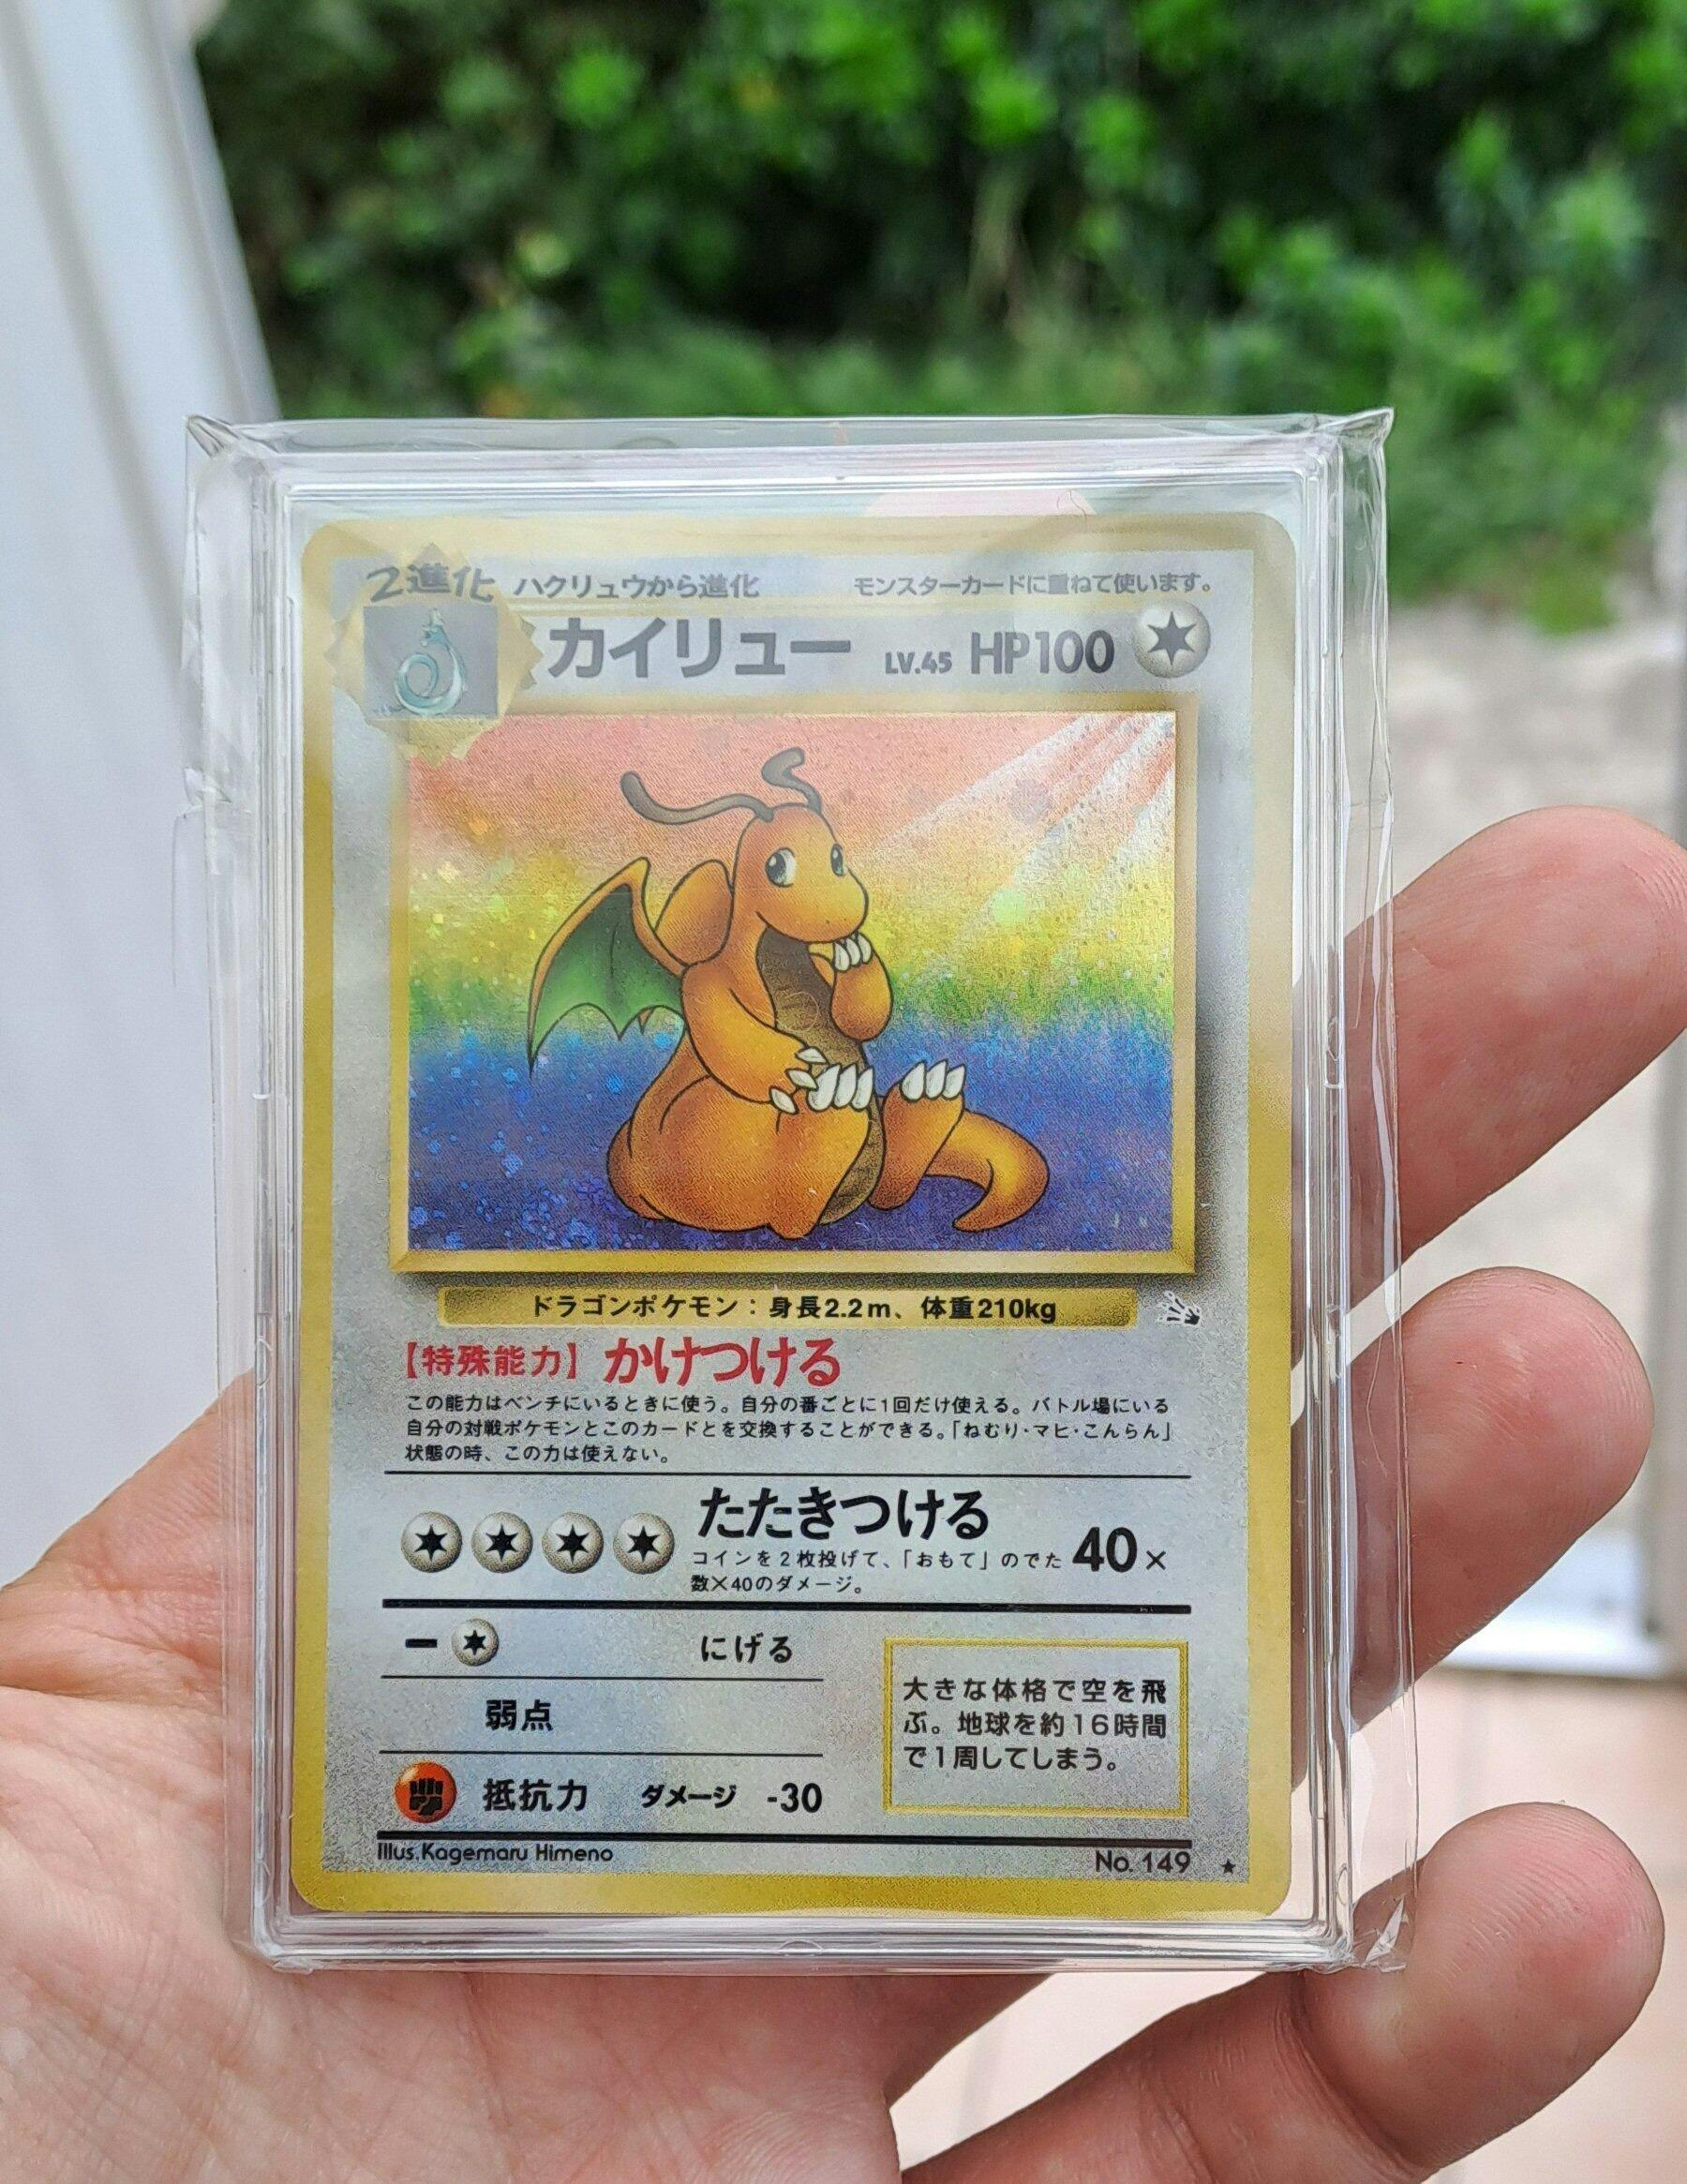 2進化 ハクリュウから進化 モンスターカードに重ねて使います。
カイリュー LV.45 HP100
ドラゴンポケモン：身長2.2m、体重210kg
【特殊能力】かけつける
この能力はベンチにいるときに使う。自分の番ごとに1回だけ使える。バトル場にいる
自分の対戦ポケモンとこのカードとを交換することができる。「ねむり・マヒ・こんらん」
状態の時、この力は使えない。
たたきつける
コインを2枚投げて、「おもて」のでた 40×
数×40のダメージ。
ー にげる
弱点
抵抗力 ダメージ -30
大きな体格で空を飛
ぶ。地球を約16時間
で1周してしまう。
Illus.Kagemaru Himeno
No. 149 ★